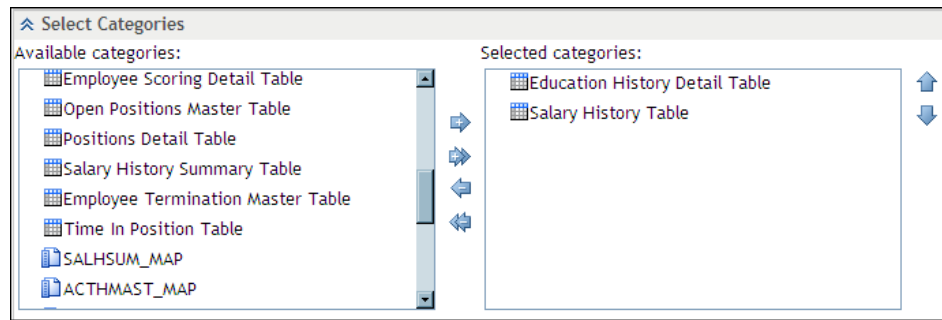 Select Categories
Available categories:
Employee Scoring Detail Table
Open Positions Master Table
Positions Detail Table
Salary History Summary Table
Employee Termination Master Table
Time In Position Table
SALHSUM_MAP
ACTHMAST_MAP
Selected categories:
Education History Detail Table
Salary History Table